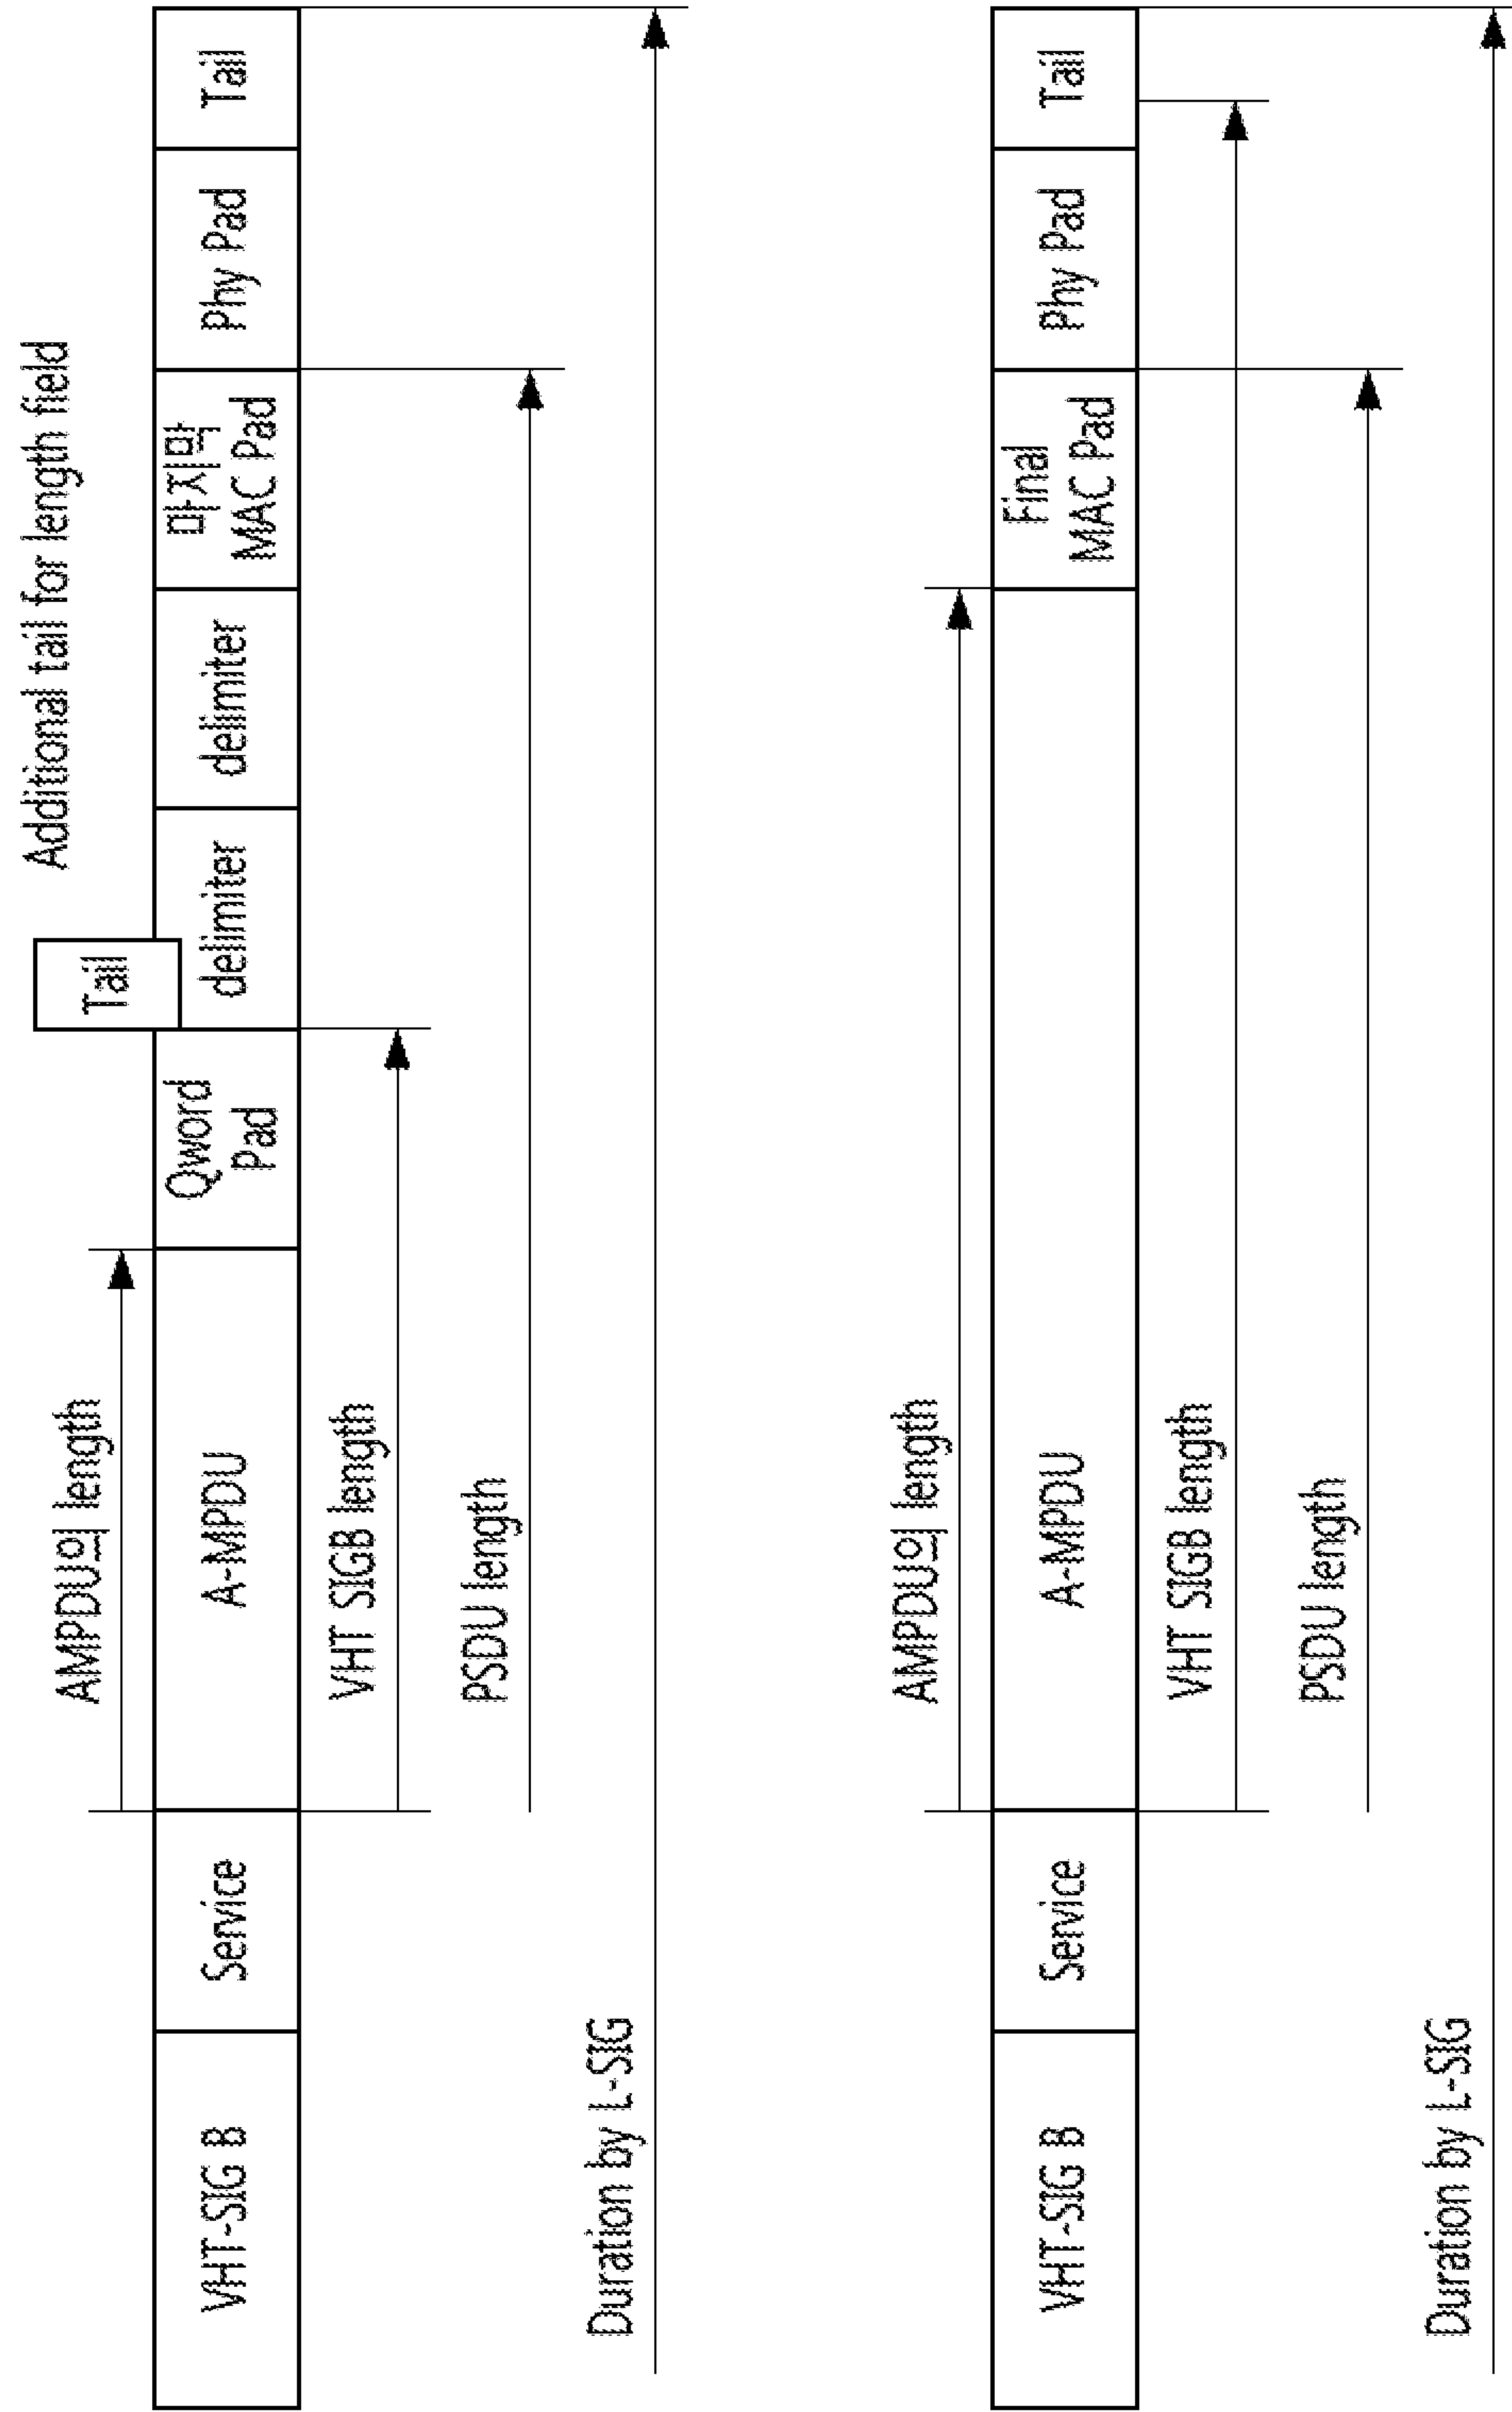 Additional tail for length field
AMPDU의 length
Tail
VHT-SIG B
Service
A-MPDU
Qword
Pad
delimiter
delimiter
마지막
MAC Pad
Phy Pad
Tail
VHT SIGB length
PSDU length
Duration by L-SIG
AMPDU의 length
VHT-SIG B
Service
A-MPDU
Final
MAC Pad
Phy Pad
Tail
VHT SIGB length
PSDU length
Duration by L-SIG